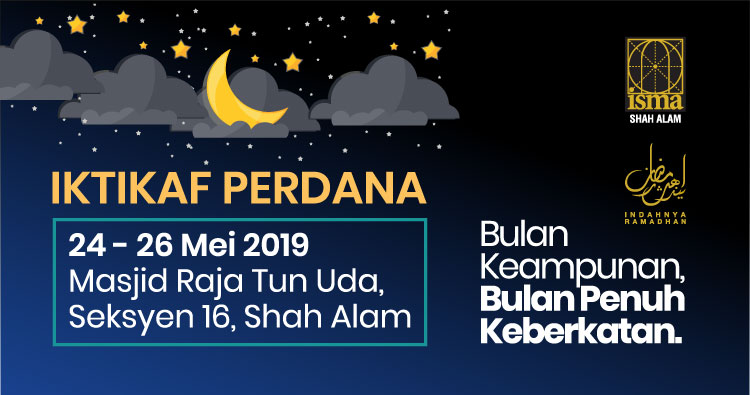 isma
SHAH ALAM
INDAHNYA
RAMADHAN
IKTIKAF PERDANA
24 - 26 Mei 2019
Masjid Raja Tun Uda,
Seksyen 16, Shah Alam
Bulan
Keampunan,
Bulan Penuh
Keberkatan.